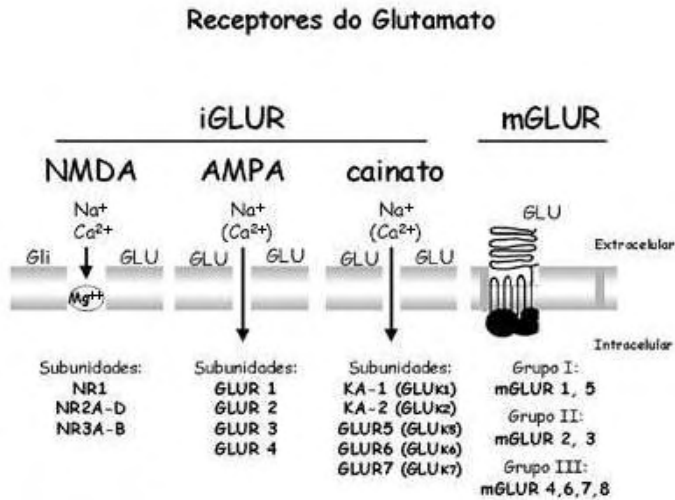 Receptores do Glutamato
iGLUR
mGLUR
NMDA
AMPA
cainato
Na+
Ca²+
Na+
(Ca²+)
Na+
(Ca²+)
GLU
Gli
GLU
GLU
GLU
GLU
GLU
Extracelular
Mg++
Intracelular
Subunidades:
NR1
NR2A-D
NR3A-B
Subunidades:
GLUR 1
GLUR 2
GLUR 3
GLUR 4
Subunidades:
KA-1 (GLUK1)
KA-2 (GLUK2)
GLUR5 (GLUK5)
GLUR6 (GLUK6)
GLUR7 (GLUK7)
Grupo I:
mGLUR 1, 5
Grupo II:
mGLUR 2, 3
Grupo III:
mGLUR 4,6,7,8